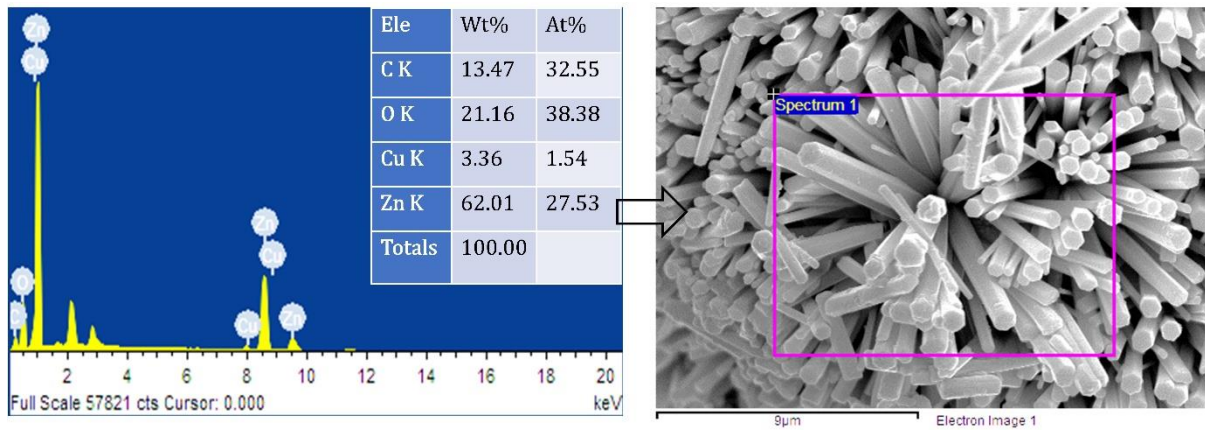 Zn
Cu
O
C
Zn
Cu
Cu
Zn
Ele Wt% At%
C K 13.47 32.55
O K 21.16 38.38
Cu K 3.36 1.54
Zn K 62.01 27.53
Totals 100.00
2 4 6 8 10 12 14 16 18 20
Full Scale 57821 cts Cursor: 0.000 keV
Spectrum 1
9µm Electron Image 1